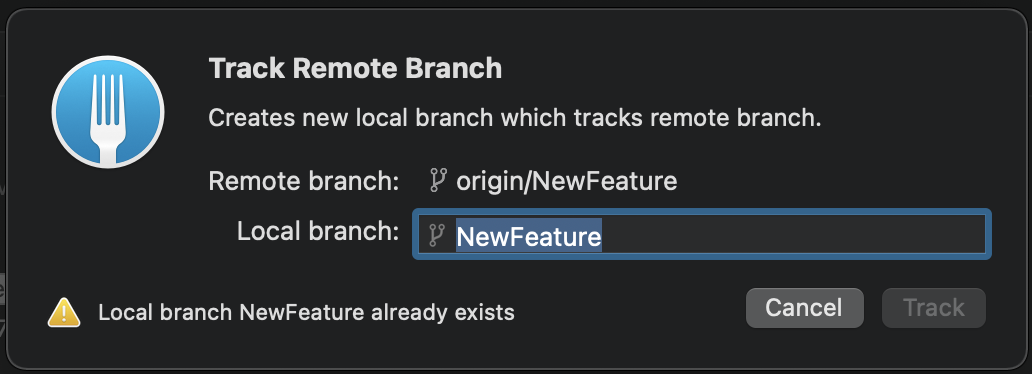 Track Remote Branch
Creates new local branch which tracks remote branch.
Remote branch: origin/NewFeature
Local branch: NewFeature
Local branch NewFeature already exists
Cancel
Track